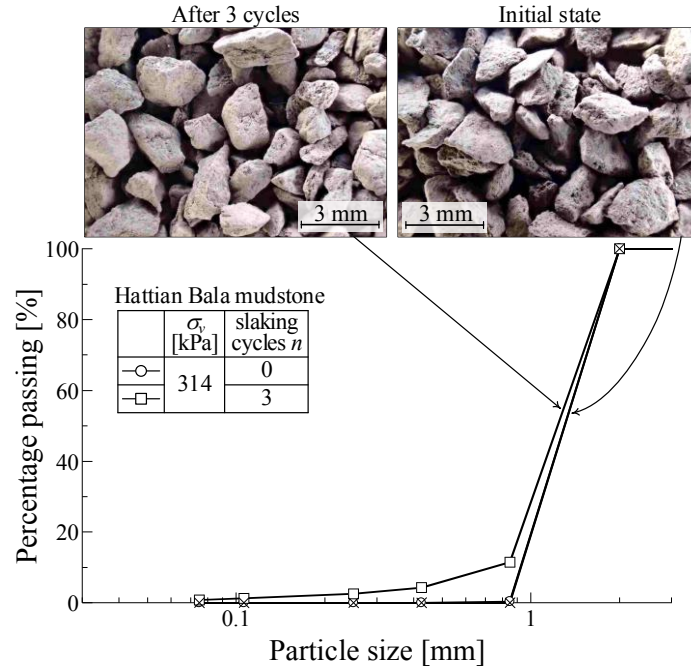 After 3 cycles
Initial state
3 mm
3 mm
100
80
60
40
20
0
Percentage passing [%]
Hattian Bala mudstone
σv slaking
[kPa] cycles n
314
0
3
0.1
1
Particle size [mm]